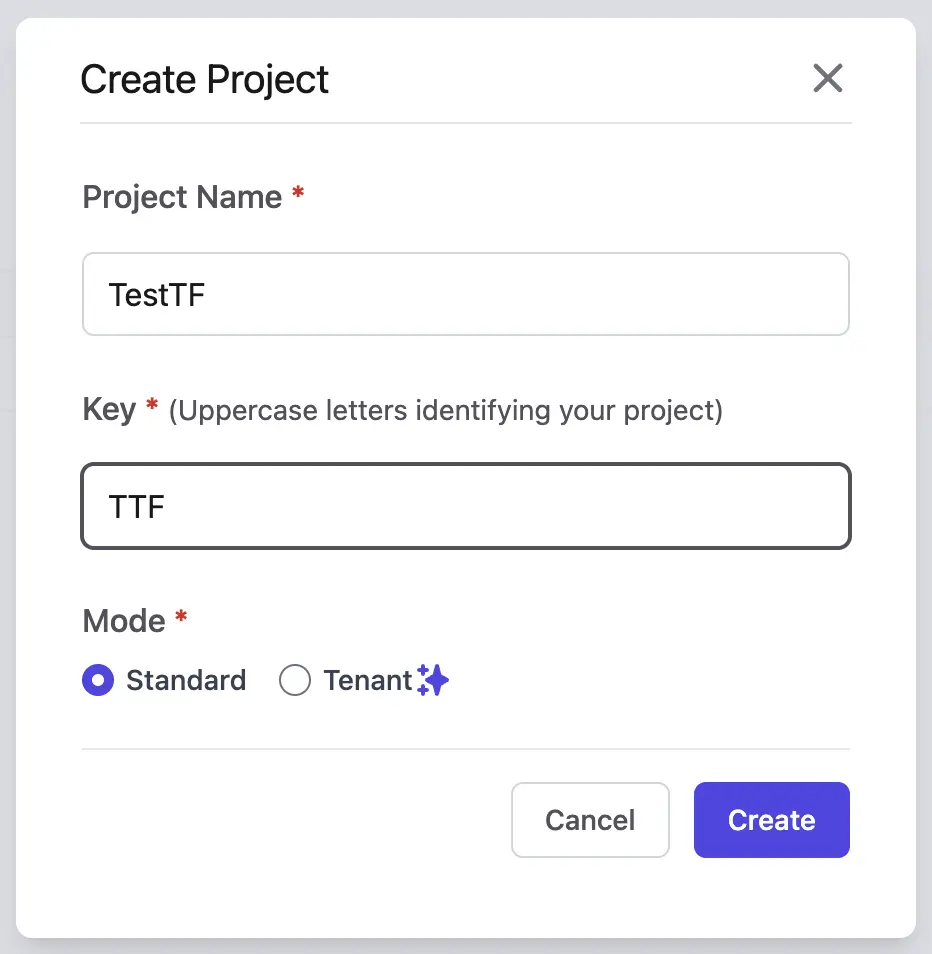 Create Project
Project Name *
TestTF
Key * (Uppercase letters identifying your project)
TTF
Mode *
Standard Tenant
Cancel Create